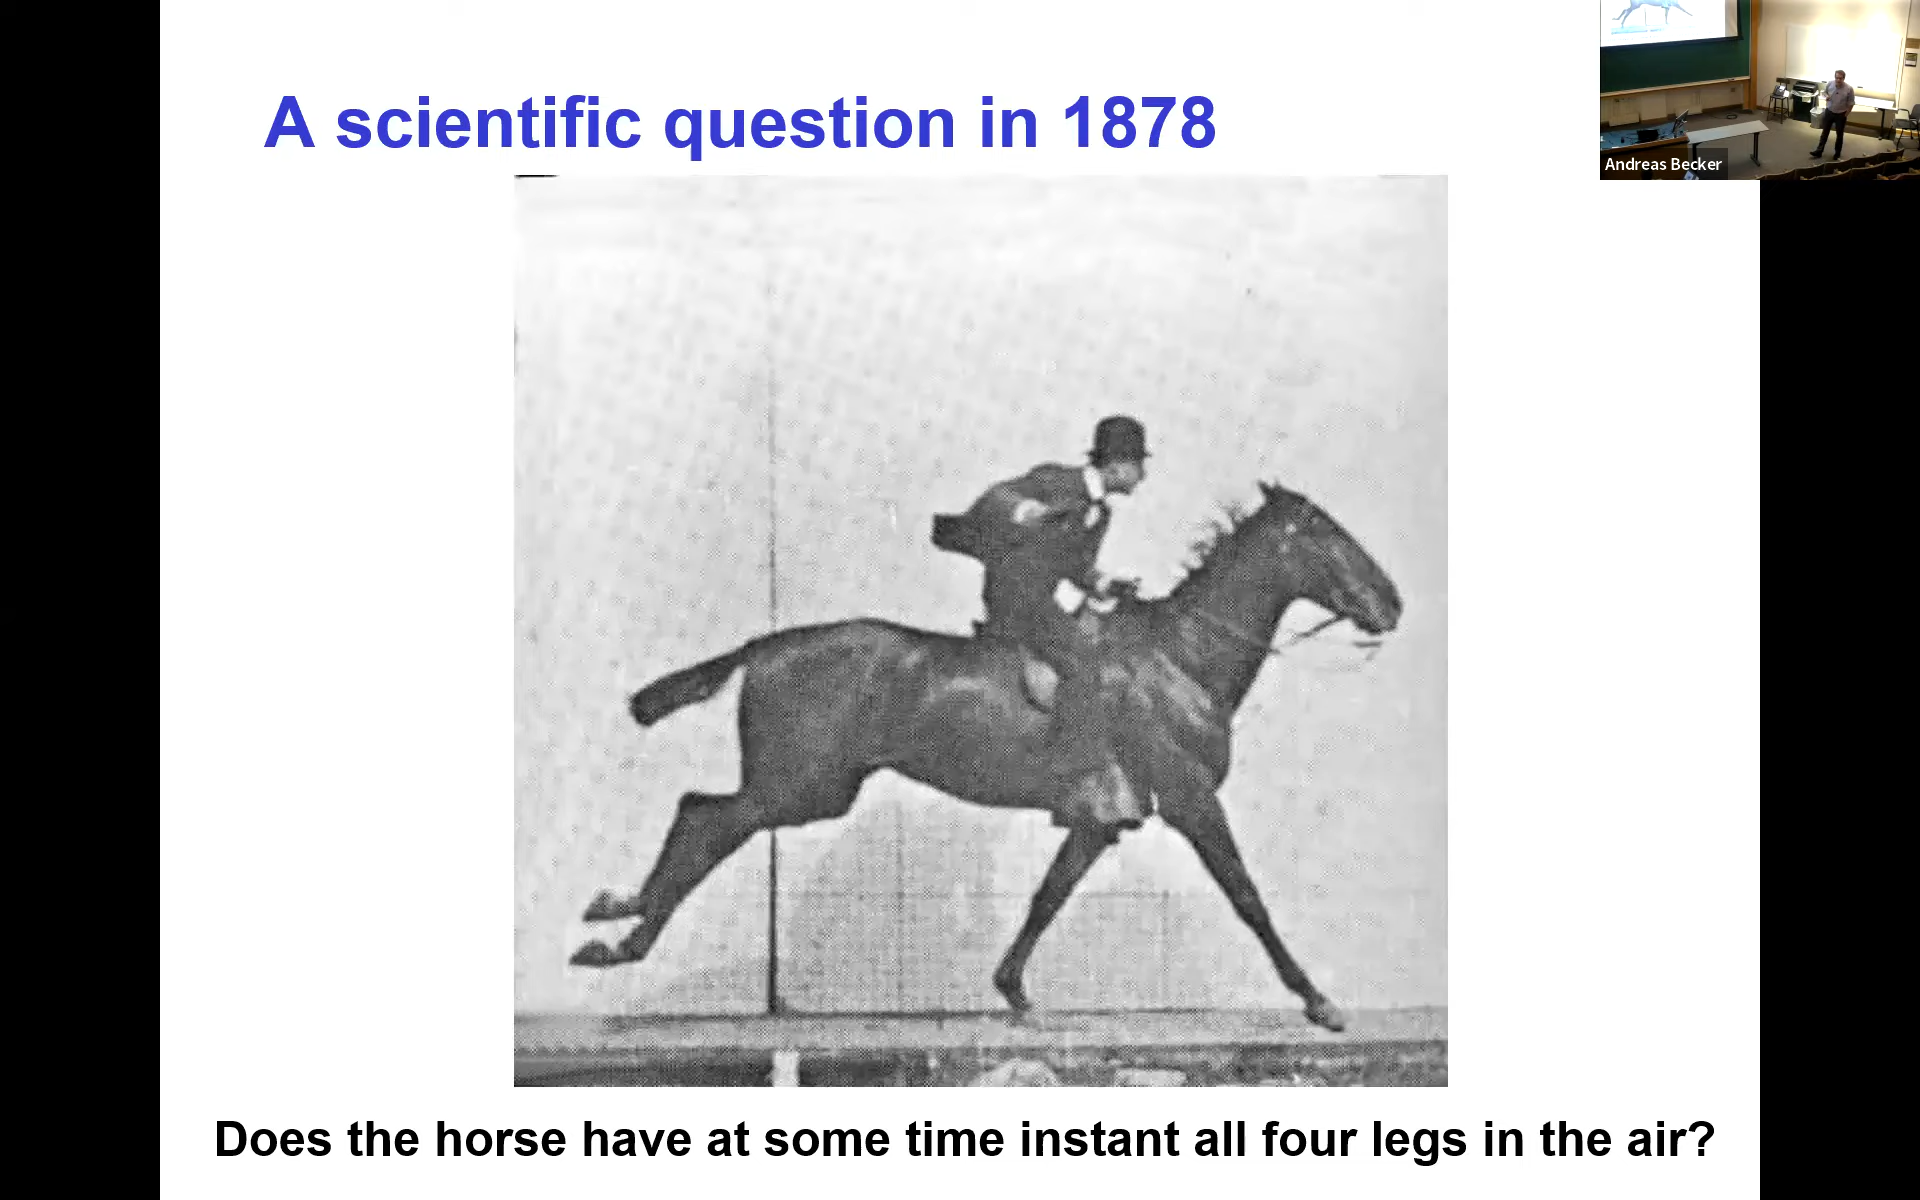 A scientific question in 1878
Andreas Becker
Does the horse have at some time instant all four legs in the air?